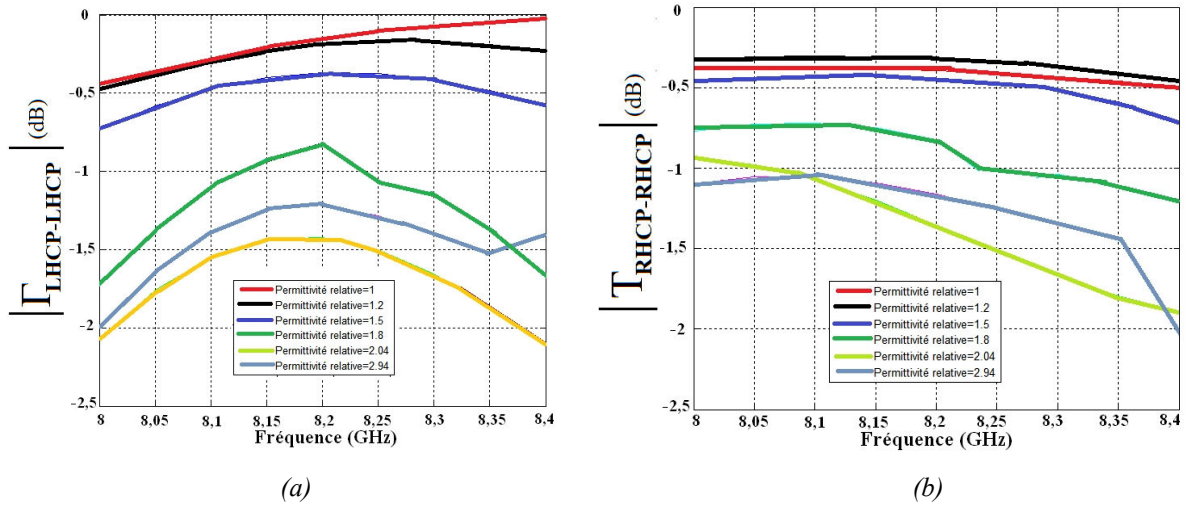 0
-0,5
-1
-1.5
-2
-2,5
|Γ LHCP-LHCP| (dB)
Permittivité relative=1
Permittivité relative=1.2
Permittivité relative=1.5
Permittivité relative=1.8
Permittivité relative=2.04
Permittivité relative=2.94
8 8,05 8,1 8,15 8,2 8,25 8,3 8,35 8,4
Fréquence (GHz)
(a)
0
-0,5
-1
-1,5
-2
-2,5
|T RHCP-RHCP| (dB)
Permittivité relative=1
Permittivité relative=1.2
Permittivité relative=1.5
Permittivité relative=1.8
Permittivité relative=2.04
Permittivité relative=2.94
8 8,05 8,1 8,15 8,2 8,25 8,3 8,35 8,4
Fréquence (GHz)
(b)